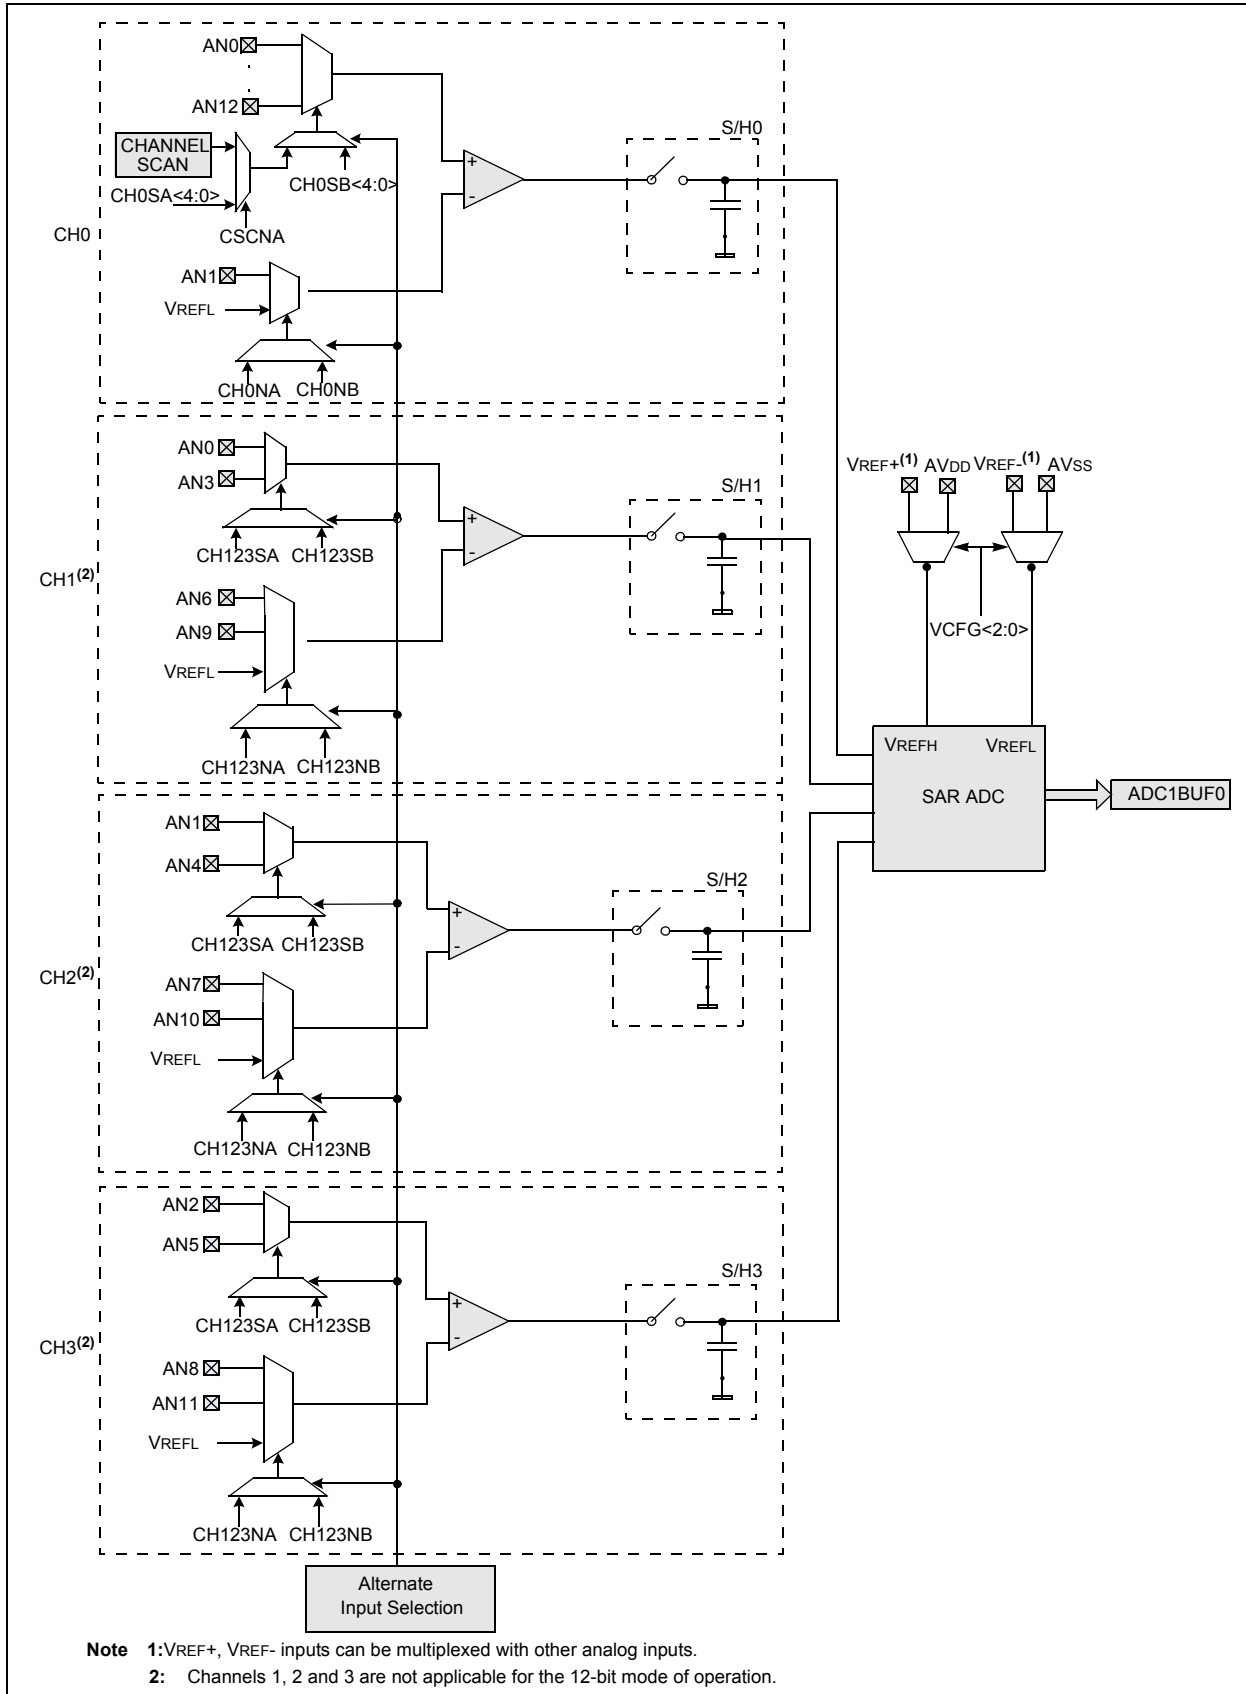 AN0
AN12
CHANNEL
SCAN
CH0SA<4:0>
CH0SB<4:0>
CSCNA
S/H0
+
-
CH0
AN1
VREFL
CH0NA CH0NB
AN0
AN3
CH123SA CH123SB
S/H1
+
-
CH1(2)
AN6
AN9
VREFL
CH123NA CH123NB
VREF+(1) AVDD VREF-(1) AVSS
VCFG<2:0>
VREFH VREFL
SAR ADC
ADC1BUF0
AN1
AN4
CH123SA CH123SB
S/H2
+
-
CH2(2)
AN7
AN10
VREFL
CH123NA CH123NB
AN2
AN5
CH123SA CH123SB
S/H3
+
-
CH3(2)
AN8
AN11
VREFL
CH123NA CH123NB
Alternate
Input Selection
Note 1:VREF+, VREF- inputs can be multiplexed with other analog inputs.
2: Channels 1, 2 and 3 are not applicable for the 12-bit mode of operation.